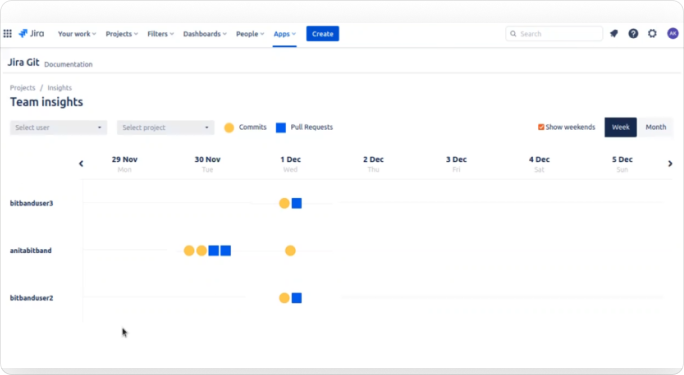 Jira Your work Projects Filters Dashboards People Apps Create Search
Jira Git Documentation
Projects / Insights
Team insights
Select user Select project Commits Pull Requests Show weekends Week Month
29 Nov 30 Nov 1 Dec 2 Dec 3 Dec 4 Dec 5 Dec
Mon Tue Wed Thu Fri Sat Sun
bitbanduser3
anitabitband
bitbanduser2